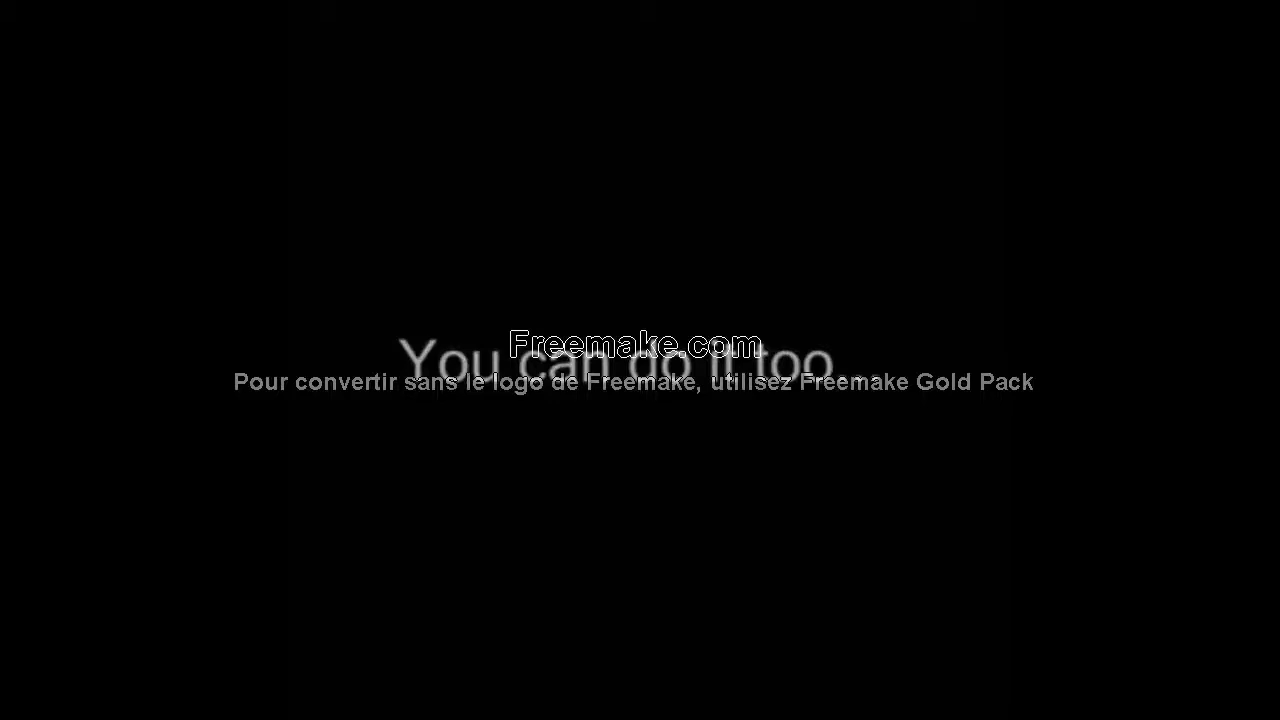 Freemake.com
You can do it too...
Pour convertir sans le logo de Freemake, utilisez Freemake Gold Pack